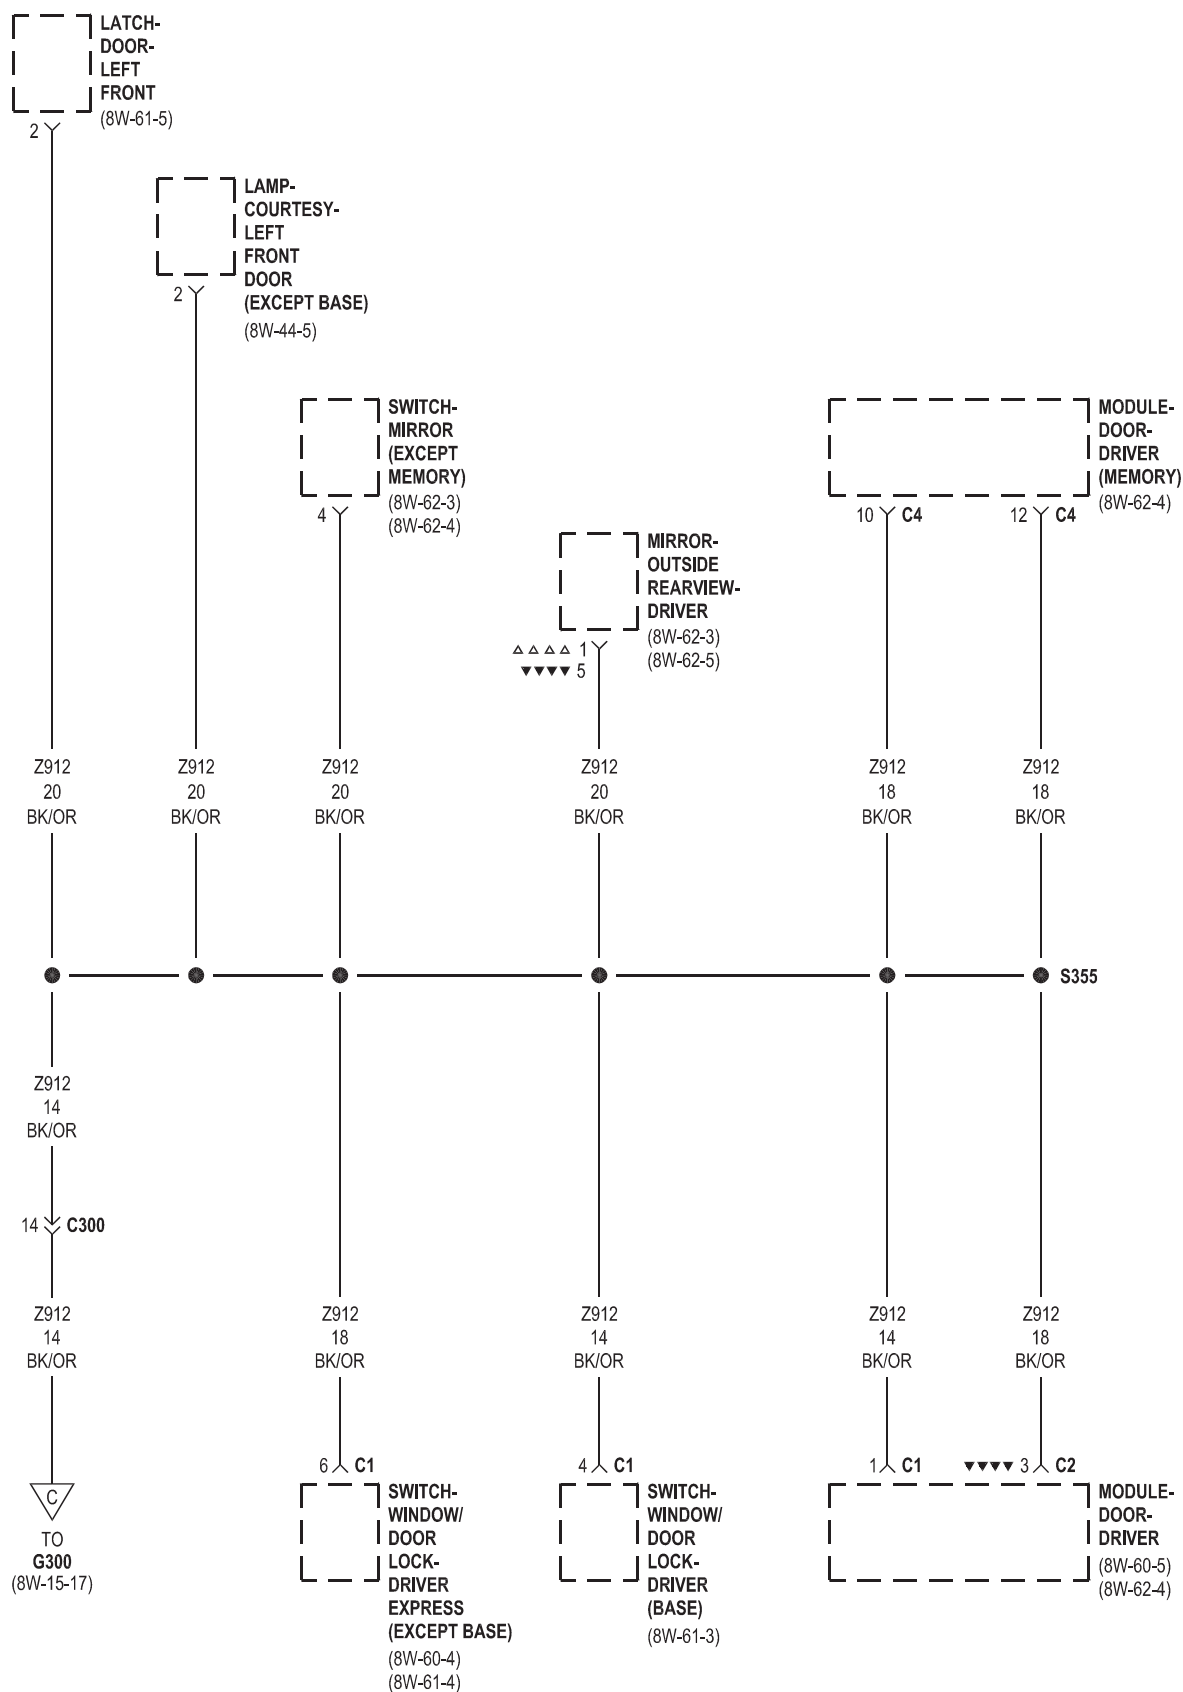 LATCH-
DOOR-
LEFT
FRONT
(8W-61-5)
2
LAMP-
COURTESY-
LEFT
FRONT
DOOR
(EXCEPT BASE)
(8W-44-5)
2
SWITCH-
MIRROR
(EXCEPT
MEMORY)
(8W-62-3)
(8W-62-4)
4
MIRROR-
OUTSIDE
REARVIEW-
DRIVER
(8W-62-3)
(8W-62-5)
1
5
MODULE-
DOOR-
DRIVER
(MEMORY)
(8W-62-4)
10 C4
12 C4
Z912
20
BK/OR
Z912
20
BK/OR
Z912
20
BK/OR
Z912
20
BK/OR
Z912
18
BK/OR
Z912
18
BK/OR
S355
Z912
14
BK/OR
14 C300
Z912
14
BK/OR
Z912
18
BK/OR
Z912
14
BK/OR
Z912
14
BK/OR
Z912
18
BK/OR
C
TO
G300
(8W-15-17)
6 C1
SWITCH-
WINDOW/
DOOR
LOCK-
DRIVER
EXPRESS
(EXCEPT BASE)
(8W-60-4)
(8W-61-4)
4 C1
SWITCH-
WINDOW/
DOOR
LOCK-
DRIVER
(BASE)
(8W-61-3)
1 C1
3 C2
MODULE-
DOOR-
DRIVER
(8W-60-5)
(8W-62-4)